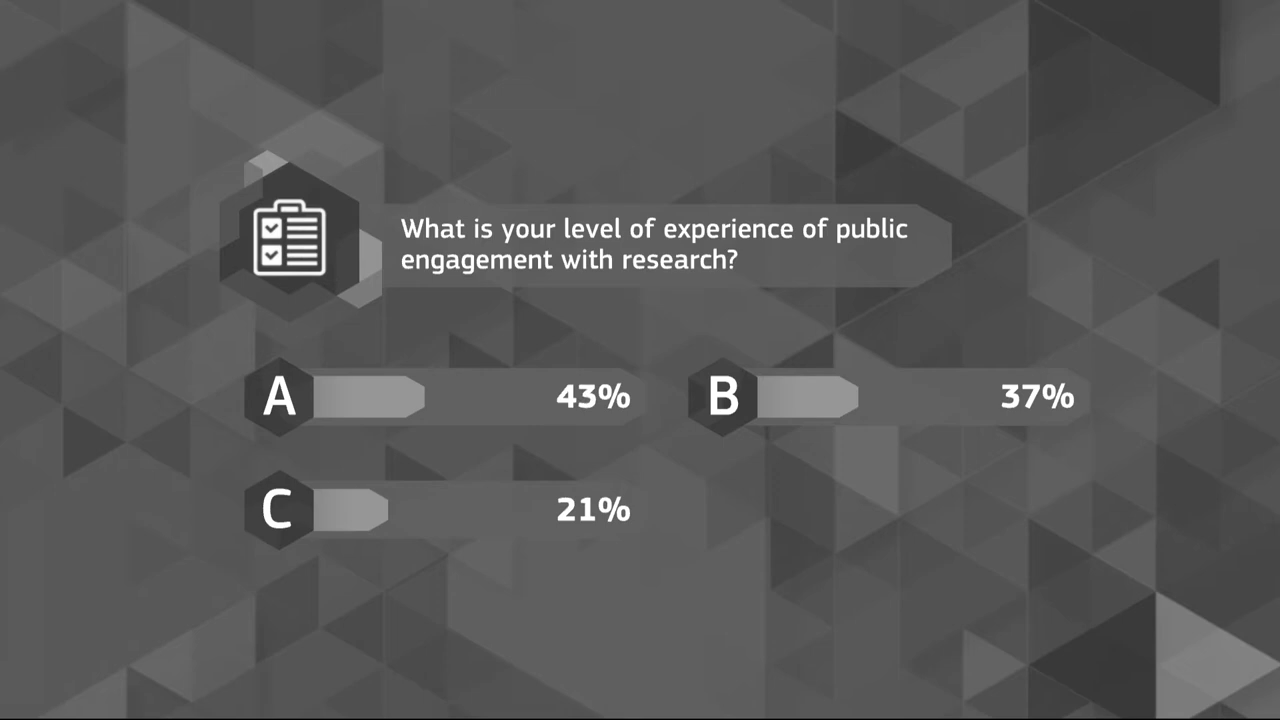 What is your level of experience of public
engagement with research?
A 43%
B 37%
C 21%